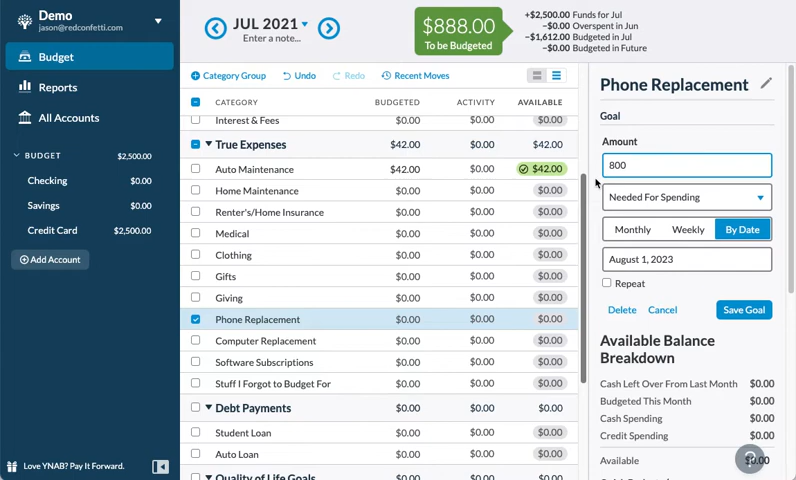 Demo
jason@redconfetti.com
Budget
Reports
All Accounts
BUDGET $2,500.00
Checking $0.00
Savings $0.00
Credit Card $2,500.00
Add Account
Love YNAB? Pay It Forward.
JUL 2021
Enter a note...
$888.00
To be Budgeted
+$2,500.00 Funds for Jul
−$0.00 Overspent in Jun
−$1,612.00 Budgeted in Jul
−$0.00 Budgeted in Future
Category Group Undo Redo Recent Moves
CATEGORY BUDGETED ACTIVITY AVAILABLE
Interest & Fees $0.00 $0.00 $0.00
True Expenses $42.00 $0.00 $42.00
Auto Maintenance $42.00 $0.00 $42.00
Home Maintenance $0.00 $0.00 $0.00
Renter's/Home Insurance $0.00 $0.00 $0.00
Medical $0.00 $0.00 $0.00
Clothing $0.00 $0.00 $0.00
Gifts $0.00 $0.00 $0.00
Giving $0.00 $0.00 $0.00
Phone Replacement $0.00 $0.00 $0.00
Computer Replacement $0.00 $0.00 $0.00
Software Subscriptions $0.00 $0.00 $0.00
Stuff I Forgot to Budget For $0.00 $0.00 $0.00
Debt Payments $0.00 $0.00 $0.00
Student Loan $0.00 $0.00 $0.00
Auto Loan $0.00 $0.00 $0.00
Quality of Life Goals $0.00 $0.00 $0.00
Phone Replacement
Goal
Amount
800
Needed For Spending
Monthly Weekly By Date
August 1, 2023
Repeat
Delete Cancel Save Goal
Available Balance
Breakdown
Cash Left Over From Last Month $0.00
Budgeted This Month $0.00
Cash Spending $0.00
Credit Spending $0.00
Available $0.00
?